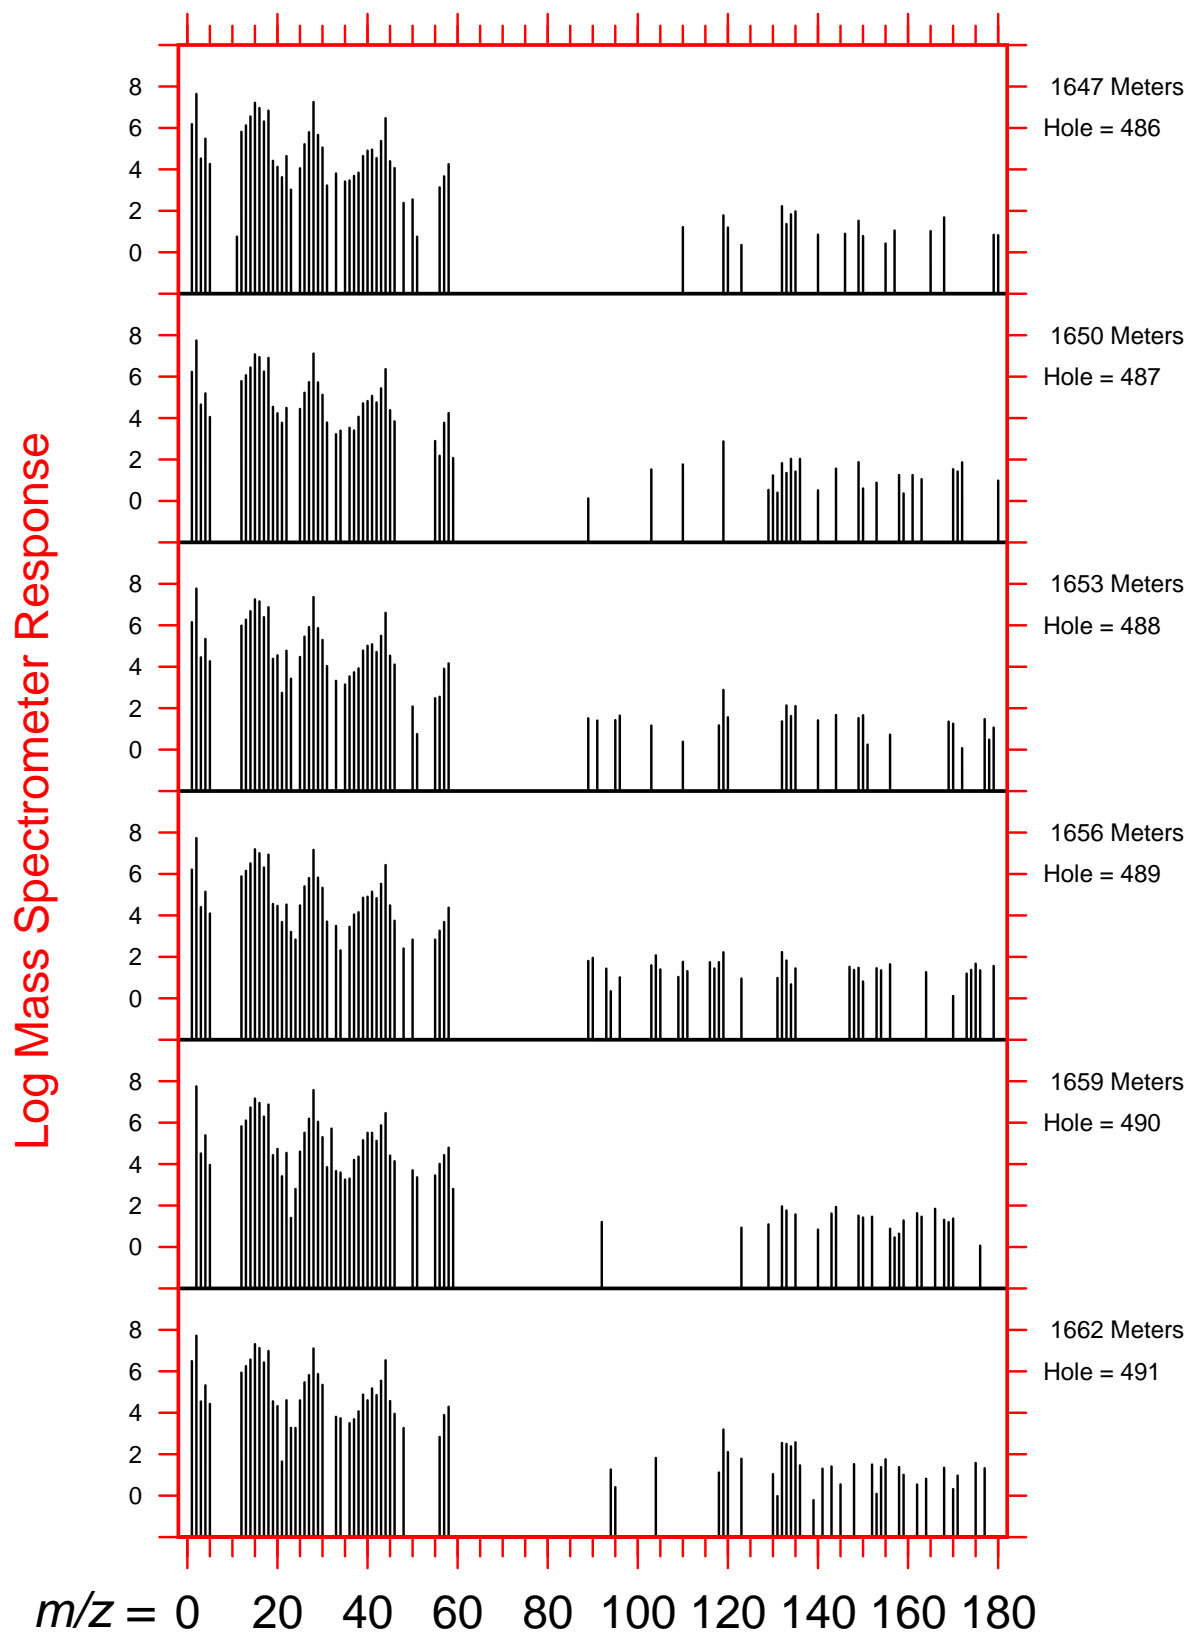 8
6
4
2
0
1647 Meters
Hole = 486
8
6
4
2
0
1650 Meters
Hole = 487
8
6
4
2
0
1653 Meters
Hole = 488
8
6
4
2
0
1656 Meters
Hole = 489
8
6
4
2
0
1659 Meters
Hole = 490
8
6
4
2
0
1662 Meters
Hole = 491
Log Mass Spectrometer Response
m/z = 0 20 40 60 80 100 120 140 160 180